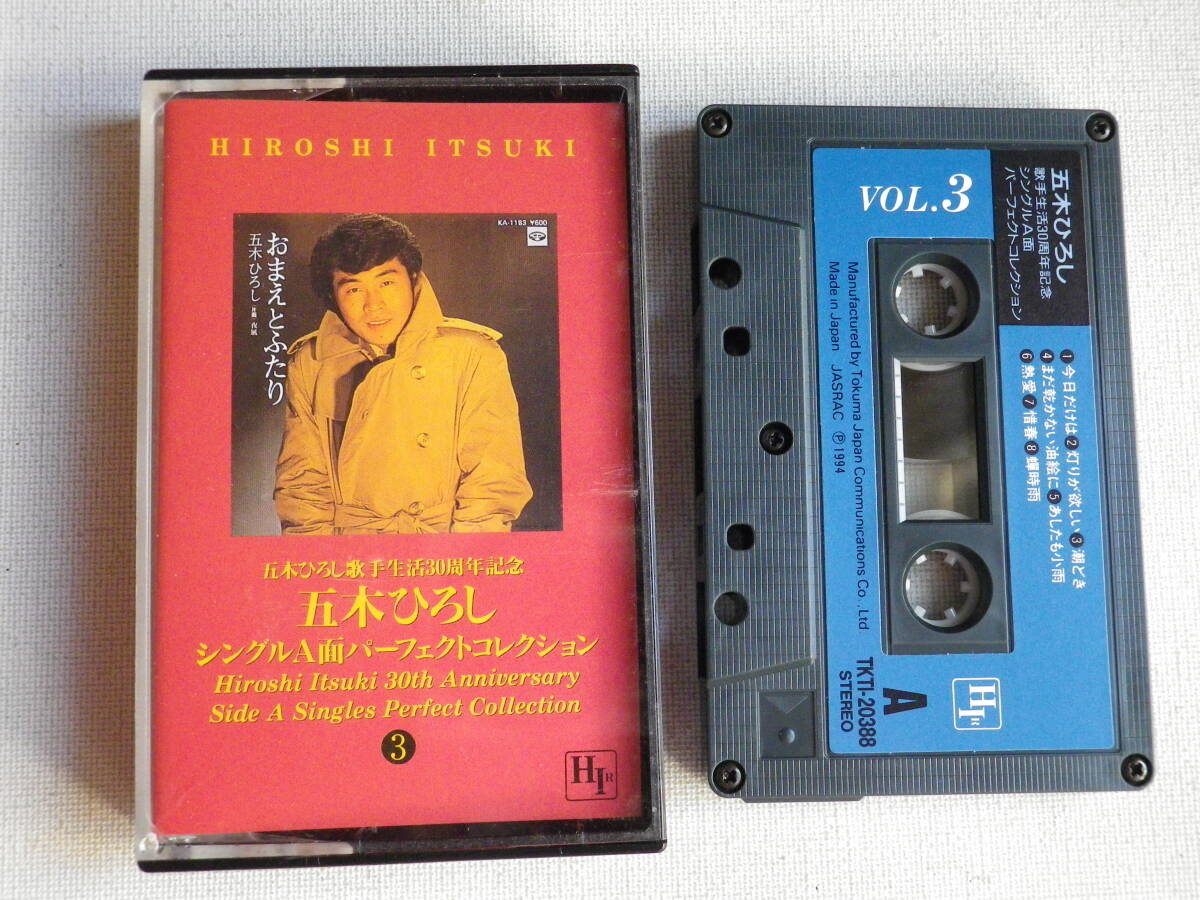 HIROSHI ITSUKI
KA-1183 ¥600
おまえとふたり
五木ひろし
五木ひろし歌手生活30周年記念
五木ひろし
シングルA面パーフェクトコレクション
Hiroshi Itsuki 30th Anniversary
Side A Singles Perfect Collection
3
HIR
五木ひろし
歌手生活30周年記念
シングルA面
パーフェクトコレクション
VOL.3
1今日だけは2灯りが欲しい3潮どき
4まだ乾かない油絵に5あしたも小雨
6熱愛7惜春8蟬時雨
Manufactured by Tokuma Japan Communications Co., Ltd
Made in Japan JASRAC Ⓟ1994
TKTI-20388
STEREO
A
HIR